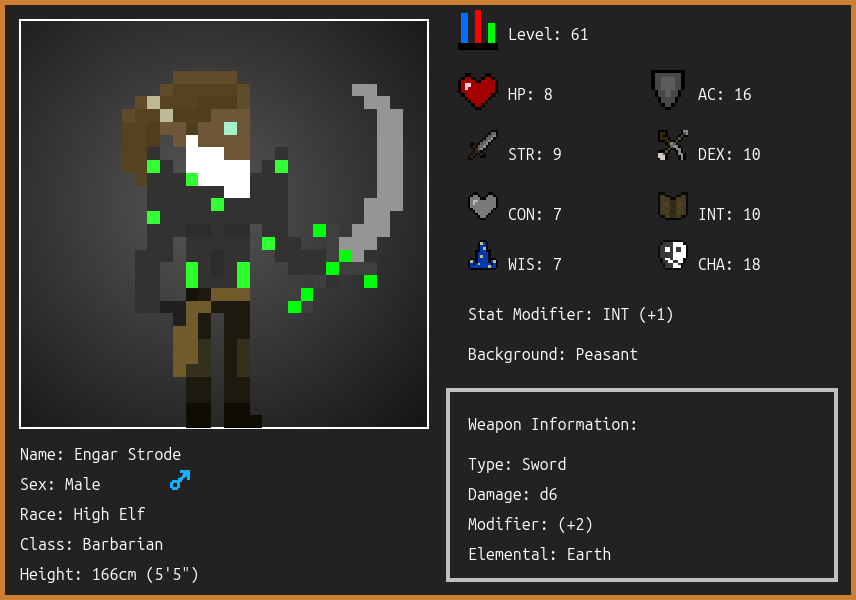 Level: 61
HP: 8
AC: 16
STR: 9
DEX: 10
CON: 7
INT: 10
WIS: 7
CHA: 18
Stat Modifier: INT (+1)
Background: Peasant
Weapon Information:
Type: Sword
Damage: d6
Modifier: (+2)
Elemental: Earth
Name: Engar Strode
Sex: Male
Race: High Elf
Class: Barbarian
Height: 166cm (5'5")